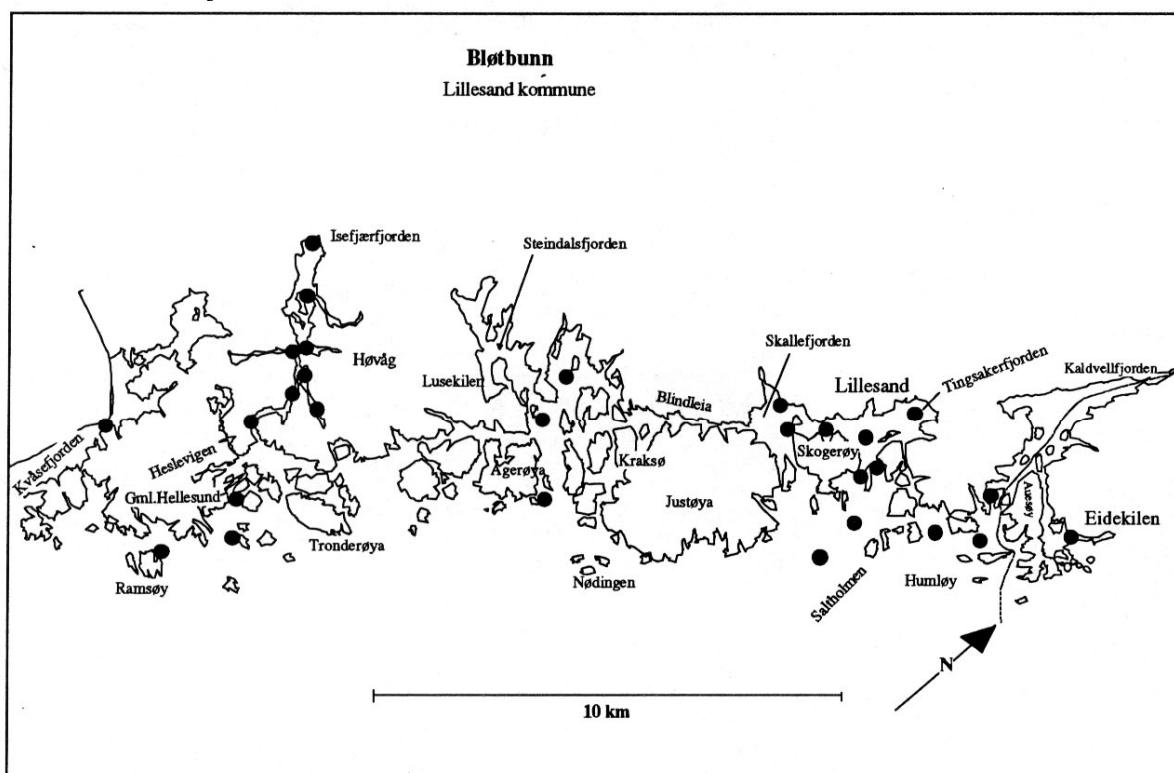 Bløtbunn
Lillesand kommune
Isefjærfjorden
Steindalsfjorden
Høvåg
Skallefjorden
Lillesand
Tingsakerfjorden
Kaldvellfjorden
Lusekilen
Blindleia
Kvåsefjorden
Heslevigen
Skogerøy
Kraksø
Agerøya
Gml.Hellesund
Justøya
Auesøy
Eidekilen
Tronderøya
Ramsøy
Nødingen
Saltholmen
Humløy
N
10 km